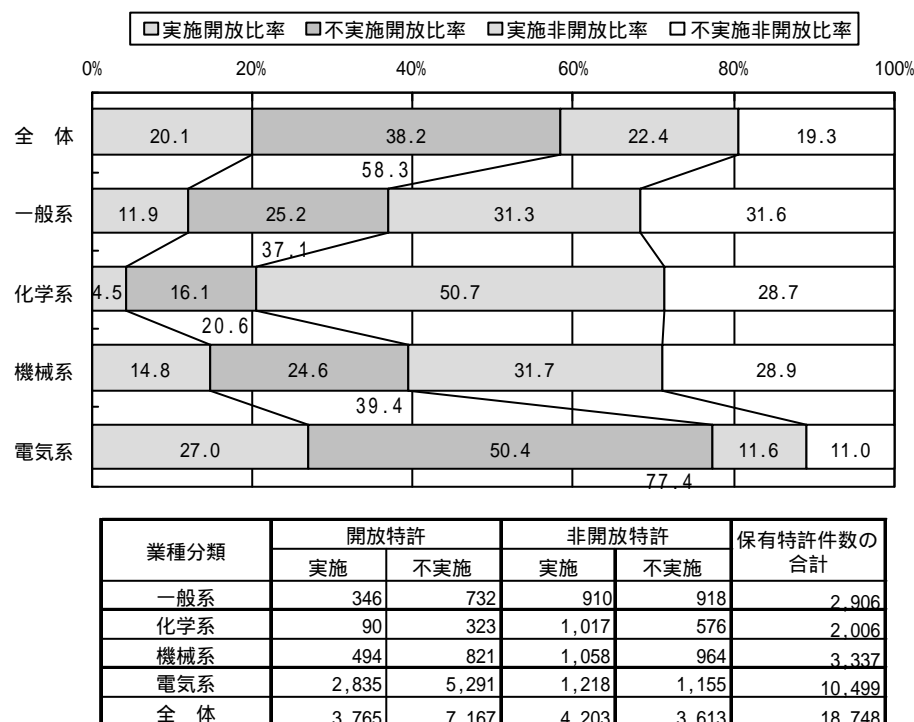 実施開放比率 不実施開放比率 実施非開放比率 不実施非開放比率
0% 20% 40% 60% 80% 100%
全 体 20.1 38.2 22.4 19.3
58.3
一般系 11.9 25.2 31.3 31.6
37.1
化学系 4.5 16.1 50.7 28.7
20.6
機械系 14.8 24.6 31.7 28.9
39.4
電気系 27.0 50.4 11.6 11.0
77.4
業種分類 開放特許 非開放特許 保有特許件数の合計
実施 不実施 実施 不実施
一般系 346 732 910 918 2,906
化学系 90 323 1,017 576 2,006
機械系 494 821 1,058 964 3,337
電気系 2,835 5,291 1,218 1,155 10,499
全 体 3,765 7,167 4,203 3,613 18,748